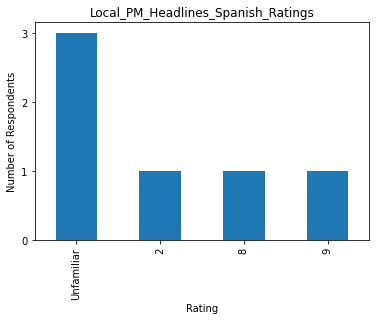 Local_PM_Headlines_Spanish_Ratings
Number of Respondents
3
2
1
0
Unfamiliar
2
8
9
Rating